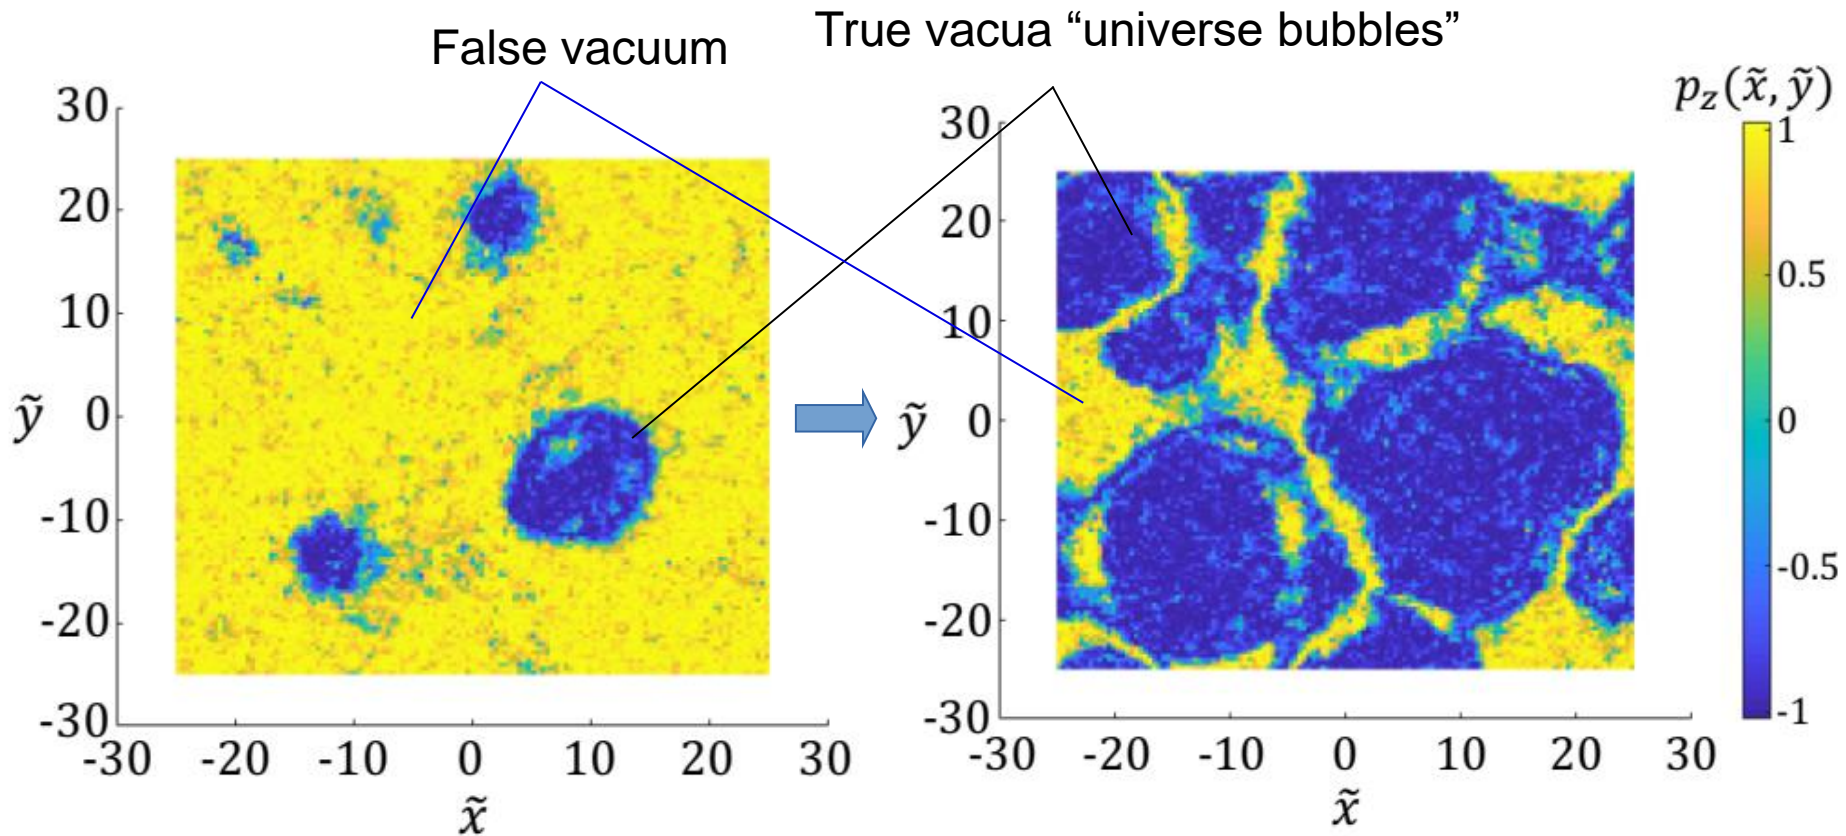 False vacuum
True vacua “universe bubbles”
30
20
10
0
-10
-20
-30
ỹ
-30 -20 -10 0 10 20 30
x̃
30
20
10
0
-10
-20
-30
ỹ
-30 -20 -10 0 10 20 30
x̃
p_z(x̃, ỹ)
1
0.5
0
-0.5
-1